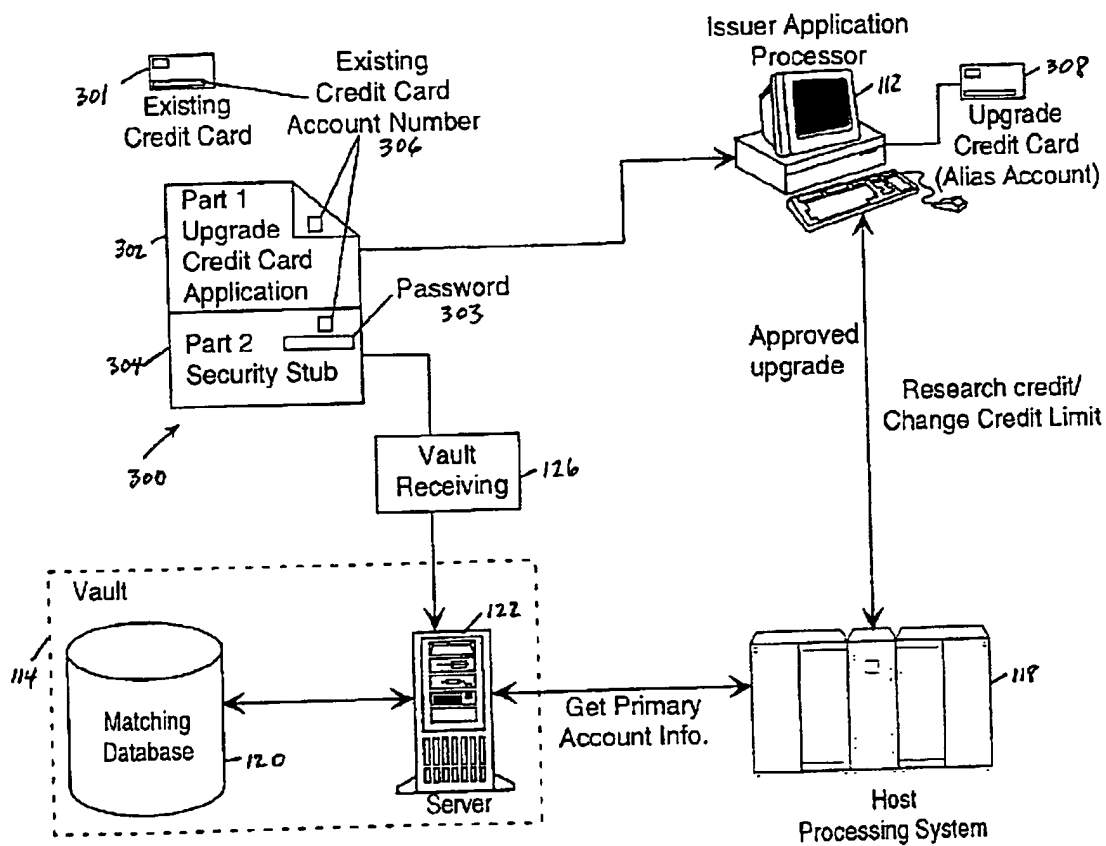 301
Existing
Credit Card
Existing
Credit Card
Account Number
306
Issuer Application
Processor
112
308
Upgrade
Credit Card
(Alias Account)
Part 1
Upgrade
Credit Card
Application
302
Password
303
Part 2
Security Stub
304
300
Approved
upgrade
Research credit/
Change Credit Limit
Vault
Receiving
126
Vault
114
Matching
Database
120
122
Server
Get Primary
Account Info.
118
Host
Processing System